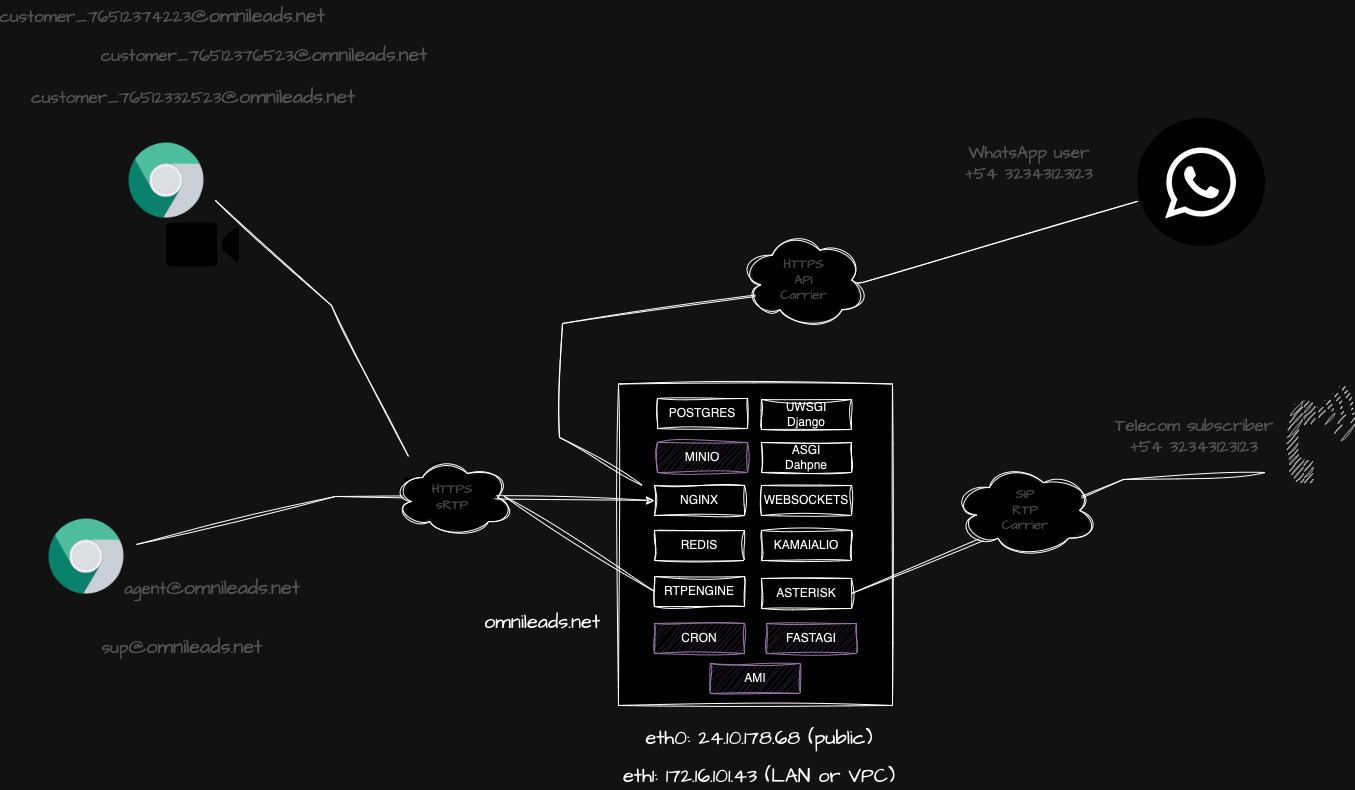 customer_76512374223@omnileads.net
customer_76512376523@omnileads.net
customer_76512332523@omnileads.net
WhatsApp user
+54 32343123123
HTTPS
API
Carrier
Telecom subscriber
+54 32343123123
HTTPS
sRTP
SIP
RTP
Carrier
POSTGRES
UWSGI
Django
MINIO
ASGI
Dahpne
NGINX
WEBSOCKETS
REDIS
KAMAIALIO
RTPENGINE
ASTERISK
CRON
FASTAGI
AMI
agent@omnileads.net
sup@omnileads.net
omnileads.net
eth0: 24.10.178.68 (public)
eth1: 172.16.101.43 (LAN or VPC)